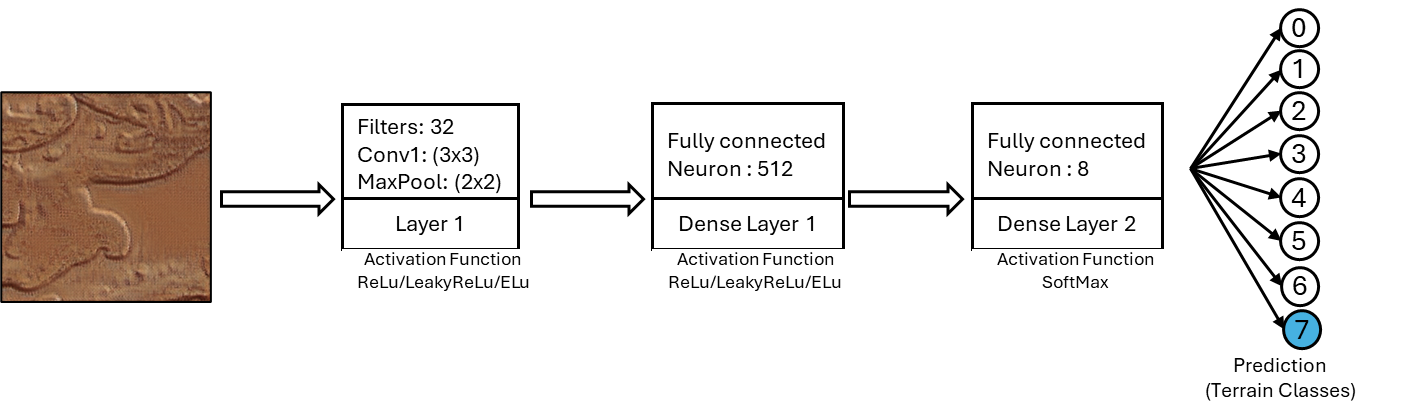 Filters: 32
Conv1: (3x3)
MaxPool: (2x2)
Layer 1
Activation Function
ReLu/LeakyReLu/ELu
Fully connected
Neuron : 512
Dense Layer 1
Activation Function
ReLu/LeakyReLu/ELu
Fully connected
Neuron : 8
Dense Layer 2
Activation Function
SoftMax
0
1
2
3
4
5
6
7
Prediction
(Terrain Classes)